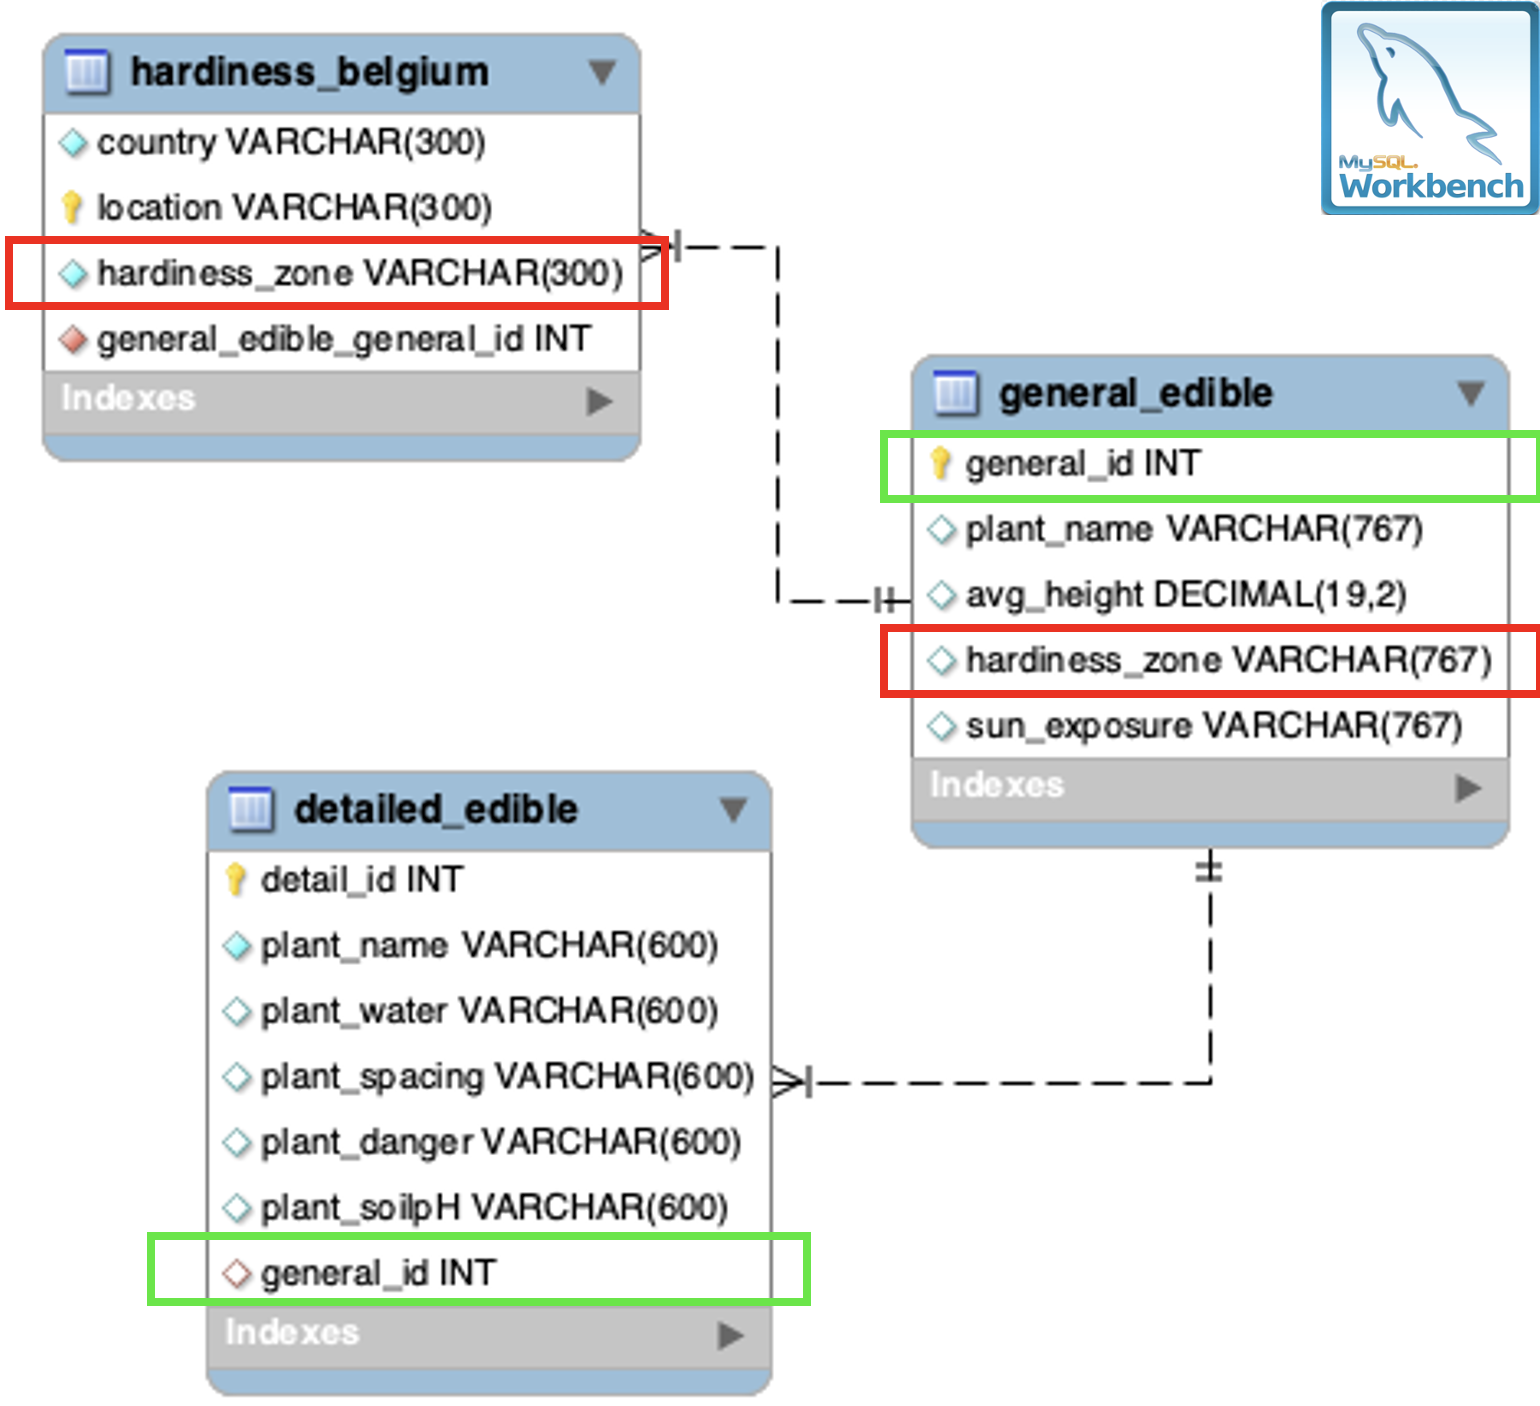 hardiness_belgium
country VARCHAR(300)
location VARCHAR(300)
hardiness_zone VARCHAR(300)
general_edible_general_id INT
Indexes
MySQL.
Workbench
general_edible
general_id INT
plant_name VARCHAR(767)
avg_height DECIMAL(19,2)
hardiness_zone VARCHAR(767)
sun_exposure VARCHAR(767)
Indexes
detailed_edible
detail_id INT
plant_name VARCHAR(600)
plant_water VARCHAR(600)
plant_spacing VARCHAR(600)
plant_danger VARCHAR(600)
plant_soilpH VARCHAR(600)
general_id INT
Indexes